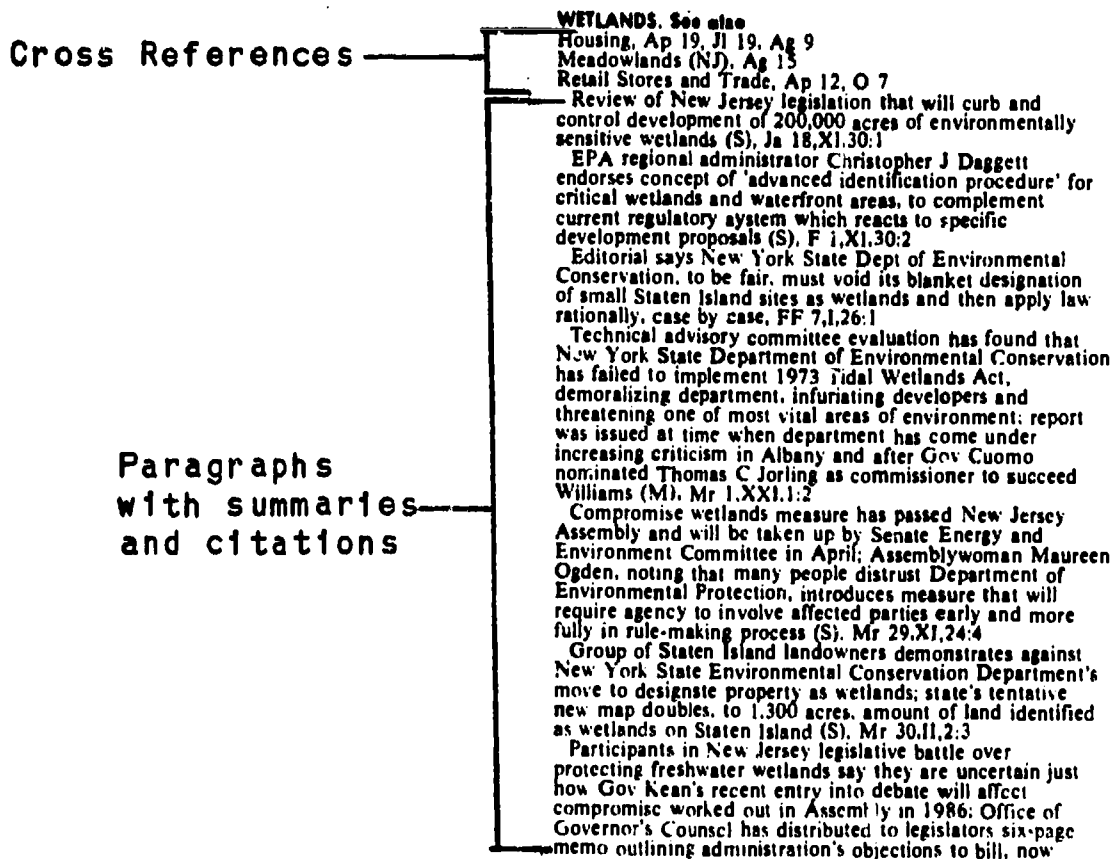 Cross References
WETLANDS. See also
Housing, Ap 19, Jl 19, Ag 9
Meadowlands (NJ), Ag 15
Retail Stores and Trade, Ap 12, O 7
Paragraphs
with summaries
and citations
Review of New Jersey legislation that will curb and
control development of 200,000 acres of environmentally
sensitive wetlands (S), Ja 18,XI,30:1
EPA regional administrator Christopher J Daggett
endorses concept of 'advanced identification procedure' for
critical wetlands and waterfront areas, to complement
current regulatory aystem which reacts to specific
development proposals (S), F 1,XI,30:2
Editorial says New York State Dept of Environmental
Conservation, to be fair, must void its blanket designation
of small Staten Island sites as wetlands and then apply law
rationally, case by case, FF 7,I,26:1
Technical advisory committee evaluation has found that
New York State Department of Environmental Conservation
has failed to implement 1973 Tidal Wetlands Act,
demoralizing department, infuriating developers and
threatening one of most vital areas of environment; report
was issued at time when department has come under
increasing criticism in Albany and after Gov Cuomo
nominated Thomas C Jorling as commissioner to succeed
Williams (M), Mr 1,XXI,1:2
Compromise wetlands measure has passed New Jersey
Assembly and will be taken up by Senate Energy and
Environment Committee in April; Assemblywoman Maureen
Ogden, noting that many people distrust Department of
Environmental Protection, introduces measure that will
require agency to involve affected parties early and more
fully in rule-making process (S), Mr 29,XI,24:4
Group of Staten Island landowners demonstrates against
New York State Environmental Conservation Department's
move to designste property as wetlands; state's tentative
new map doubles, to 1,300 acres, amount of land identified
as wetlands on Staten Island (S), Mr 30,II,2:3
Participants in New Jersey legislative battle over
protecting freshwater wetlands say they are uncertain just
how Gov Kean's recent entry into debate will affect
compromise worked out in Assembly in 1986; Office of
Governor's Counsel has distributed to legislators six-page
memo outlining administration's objections to bill, now